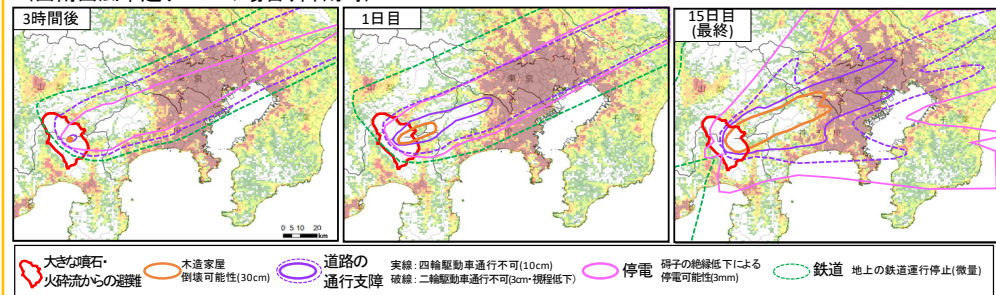 3時間後
1日目
15日目
(最終)
0 5 10 20
km
大きな噴石・
火砕流からの避難
木造家屋
倒壊可能性(30cm)
道路の
通行支障
実線:四輪駆動車通行不可(10cm)
破線:二輪駆動車通行不可(3cm・視程低下)
停電
碍子の絶縁低下による
停電可能性(3mm)
鉄道 地上の鉄道運行停止(微量)